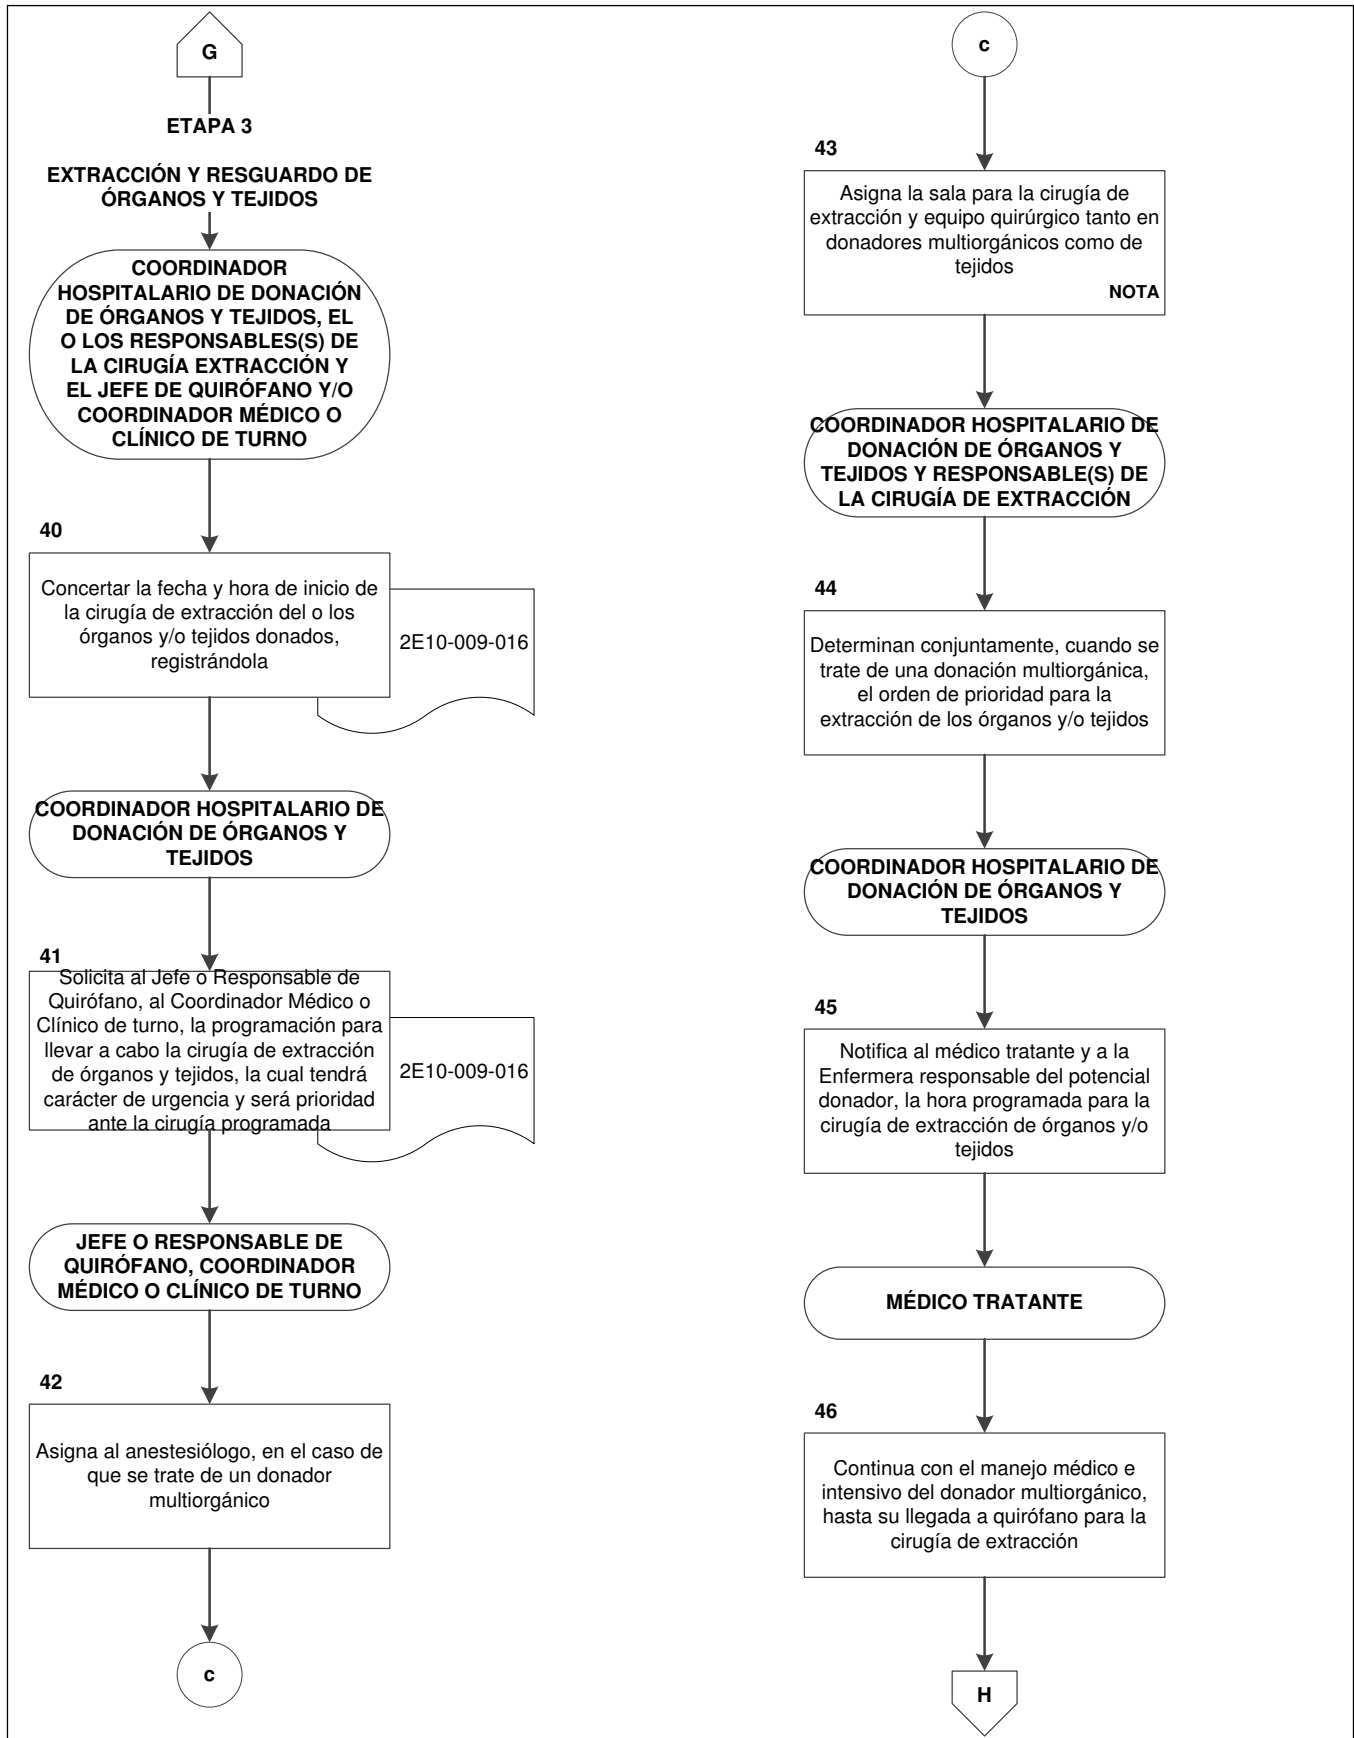 G
ETAPA 3
EXTRACCIÓN Y RESGUARDO DE
ÓRGANOS Y TEJIDOS
COORDINADOR
HOSPITALARIO DE DONACIÓN
DE ÓRGANOS Y TEJIDOS, EL
O LOS RESPONSABLES(S) DE
LA CIRUGÍA EXTRACCIÓN Y
EL JEFE DE QUIRÓFANO Y/O
COORDINADOR MÉDICO O
CLÍNICO DE TURNO
40
Concertar la fecha y hora de inicio de
la cirugía de extracción del o los
órganos y/o tejidos donados,
registrándola
2E10-009-016
COORDINADOR HOSPITALARIO DE
DONACIÓN DE ÓRGANOS Y
TEJIDOS
41
Solicita al Jefe o Responsable de
Quirófano, al Coordinador Médico o
Clínico de turno, la programación para
llevar a cabo la cirugía de extracción
de órganos y tejidos, la cual tendrá
carácter de urgencia y será prioridad
ante la cirugía programada
2E10-009-016
JEFE O RESPONSABLE DE
QUIRÓFANO, COORDINADOR
MÉDICO O CLÍNICO DE TURNO
42
Asigna al anestesiólogo, en el caso de
que se trate de un donador
multiorgánico
c
c
43
Asigna la sala para la cirugía de
extracción y equipo quirúrgico tanto en
donadores multiorgánicos como de
tejidos
NOTA
COORDINADOR HOSPITALARIO DE
DONACIÓN DE ÓRGANOS Y
TEJIDOS Y RESPONSABLE(S) DE
LA CIRUGÍA DE EXTRACCIÓN
44
Determinan conjuntamente, cuando se
trate de una donación multiorgánica,
el orden de prioridad para la
extracción de los órganos y/o tejidos
COORDINADOR HOSPITALARIO DE
DONACIÓN DE ÓRGANOS Y
TEJIDOS
45
Notifica al médico tratante y a la
Enfermera responsable del potencial
donador, la hora programada para la
cirugía de extracción de órganos y/o
tejidos
MÉDICO TRATANTE
46
Continua con el manejo médico e
intensivo del donador multiorgánico,
hasta su llegada a quirófano para la
cirugía de extracción
H